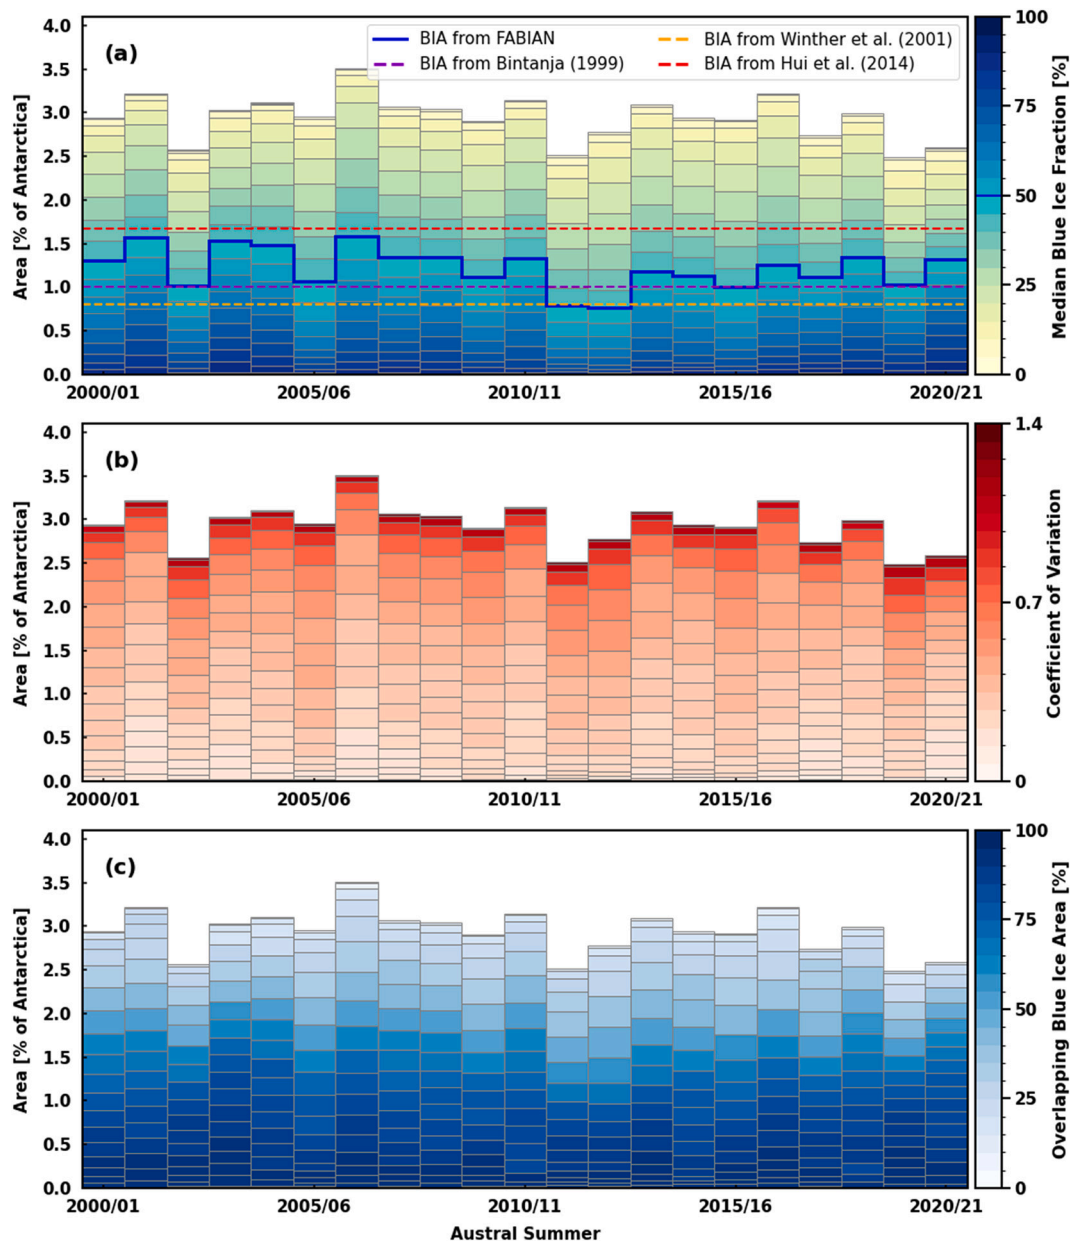 (a)
BIA from FABIAN
BIA from Bintanja (1999)
BIA from Winther et al. (2001)
BIA from Hui et al. (2014)
Area [% of Antarctica]
4.0
3.5
3.0
2.5
2.0
1.5
1.0
0.5
0.0
2000/01 2005/06 2010/11 2015/16 2020/21
100
75
50
25
0
Median Blue Ice Fraction [%]
(b)
Area [% of Antarctica]
4.0
3.5
3.0
2.5
2.0
1.5
1.0
0.5
0.0
2000/01 2005/06 2010/11 2015/16 2020/21
1.4
0.7
0
Coefficient of Variation
(c)
Area [% of Antarctica]
4.0
3.5
3.0
2.5
2.0
1.5
1.0
0.5
0.0
2000/01 2005/06 2010/11 2015/16 2020/21
100
75
50
25
0
Overlapping Blue Ice Area [%]
Austral Summer